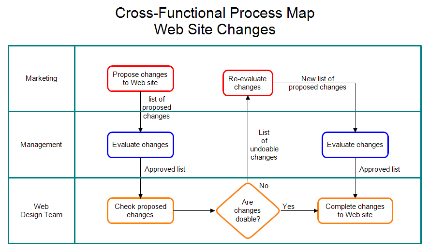 Cross-Functional Process Map
Web Site Changes
Marketing
Propose changes
to Web site
Re-evaluate
changes
New list of
proposed changes
list of
proposed
changes
Management
Evaluate changes
List
of
undoable
changes
Evaluate changes
Approved list
Approved list
No
Web
Design Team
Check proposed
changes
Are
changes
doable?
Yes
Complete changes
to Web site